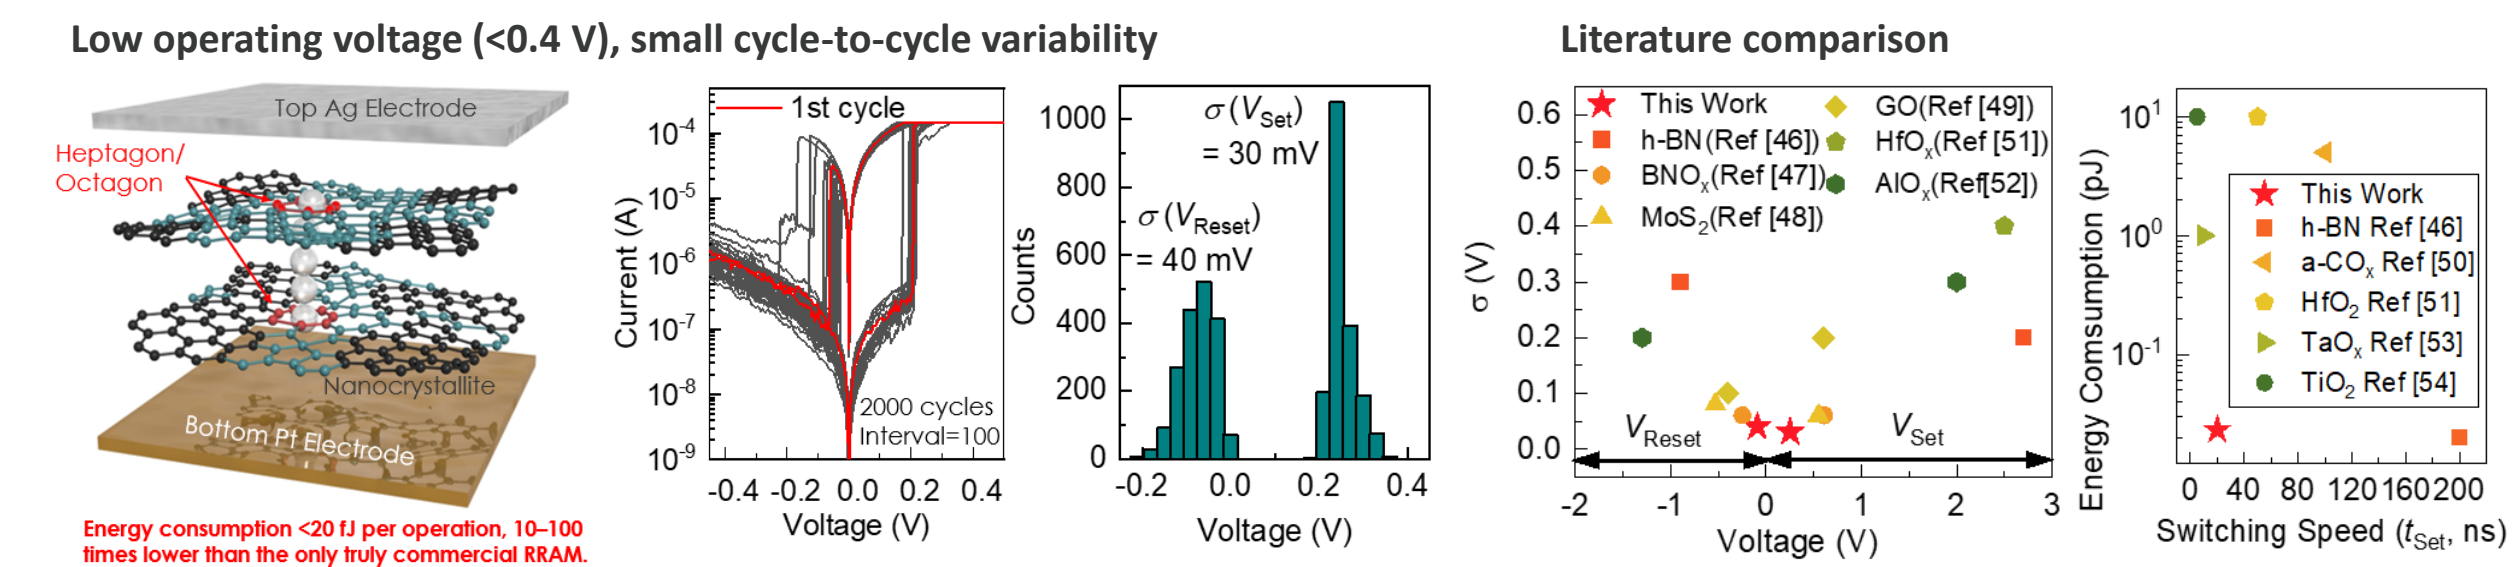 Low operating voltage (<0.4 V), small cycle-to-cycle variability
Literature comparison
Top Ag Electrode
Heptagon/
Octagon
Nanocrystallite
Bottom Pt Electrode
Energy consumption <20 fJ per operation, 10–100
times lower than the only truly commercial RRAM.
1st cycle
10⁻⁴
10⁻⁵
10⁻⁶
10⁻⁷
10⁻⁸
10⁻⁹
Current (A)
2000 cycles
Interval=100
-0.4 -0.2 0.0 0.2 0.4
Voltage (V)
1000
800
600
400
200
0
Counts
σ (V_Set)
= 30 mV
σ (V_Reset)
= 40 mV
-0.2 0.0 0.2 0.4
Voltage (V)
0.6
0.5
0.4
0.3
0.2
0.1
0.0
σ (V)
This Work
h-BN(Ref [46])
BNOₓ(Ref [47])
MoS₂(Ref [48])
GO(Ref [49])
HfOₓ(Ref [51])
AlOₓ(Ref[52])
V_Reset
V_Set
-2 -1 0 1 2 3
Voltage (V)
10¹
10⁰
10⁻¹
Energy Comsumption (pJ)
This Work
h-BN Ref [46]
a-COₓ Ref [50]
HfO₂ Ref [51]
TaOₓ Ref [53]
TiO₂ Ref [54]
0 40 80 120 160 200
Switching Speed (t_Set, ns)